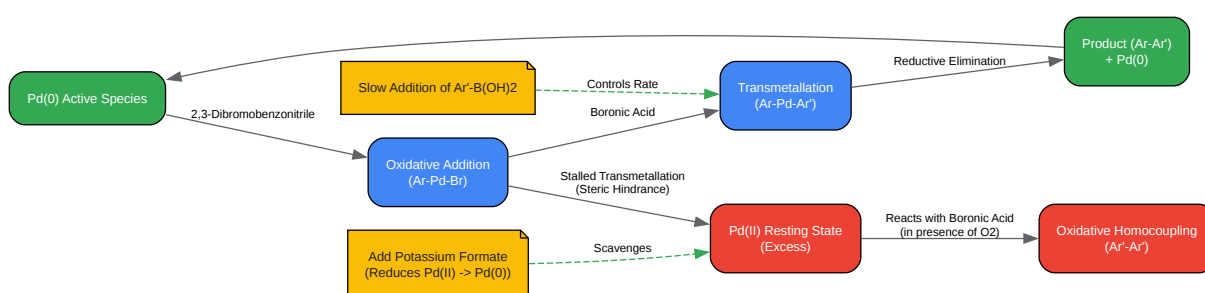 Pd(0) Active Species
2,3-Dibromobenzonitrile
Slow Addition of Ar'-B(OH)2
Controls Rate
Oxidative Addition
(Ar-Pd-Br)
Boronic Acid
Transmetallation
(Ar-Pd-Ar')
Reductive Elimination
Product (Ar-Ar')
+ Pd(0)
Stalled Transmetallation
(Steric Hindrance)
Add Potassium Formate
(Reduces Pd(II) -> Pd(0))
Scavenges
Pd(II) Resting State
(Excess)
Reacts with Boronic Acid
(in presence of O2)
Oxidative Homocoupling
(Ar'-Ar')